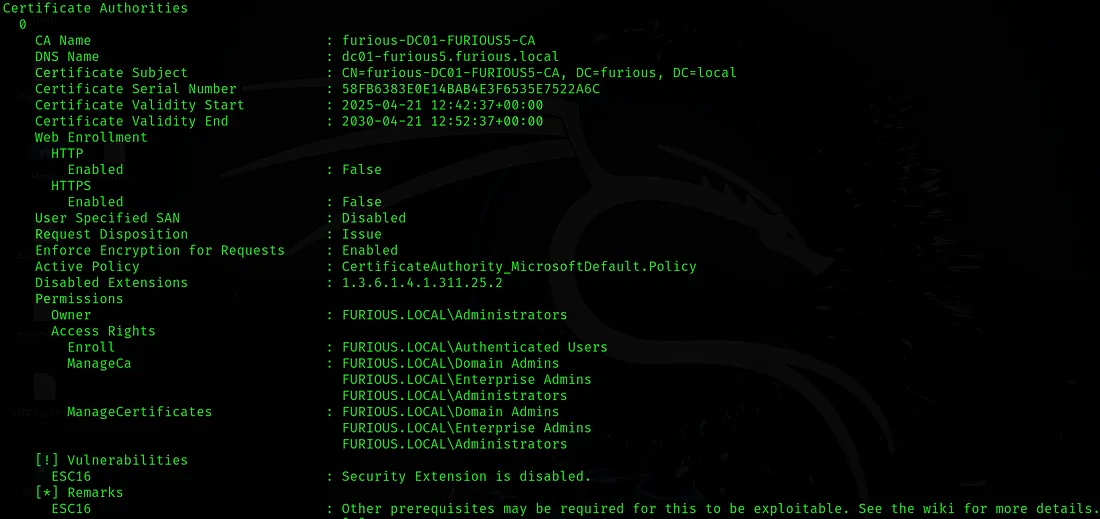 Certificate Authorities
0
CA Name : furious-DC01-FURIOUS5-CA
DNS Name : dc01-furious5.furious.local
Certificate Subject : CN=furious-DC01-FURIOUS5-CA, DC=furious, DC=local
Certificate Serial Number : 58FB6383E0E14BAB4E3F6535E7522A6C
Certificate Validity Start : 2025-04-21 12:42:37+00:00
Certificate Validity End : 2030-04-21 12:52:37+00:00
Web Enrollment
HTTP
Enabled : False
HTTPS
Enabled : False
User Specified SAN : Disabled
Request Disposition : Issue
Enforce Encryption for Requests : Enabled
Active Policy : CertificateAuthority_MicrosoftDefault.Policy
Disabled Extensions : 1.3.6.1.4.1.311.25.2
Permissions
Owner : FURIOUS.LOCAL\Administrators
Access Rights
Enroll : FURIOUS.LOCAL\Authenticated Users
ManageCa : FURIOUS.LOCAL\Domain Admins
FURIOUS.LOCAL\Enterprise Admins
FURIOUS.LOCAL\Administrators
ManageCertificates : FURIOUS.LOCAL\Domain Admins
FURIOUS.LOCAL\Enterprise Admins
FURIOUS.LOCAL\Administrators
[!] Vulnerabilities
ESC16 : Security Extension is disabled.
[*] Remarks
ESC16 : Other prerequisites may be required for this to be exploitable. See the wiki for more details.